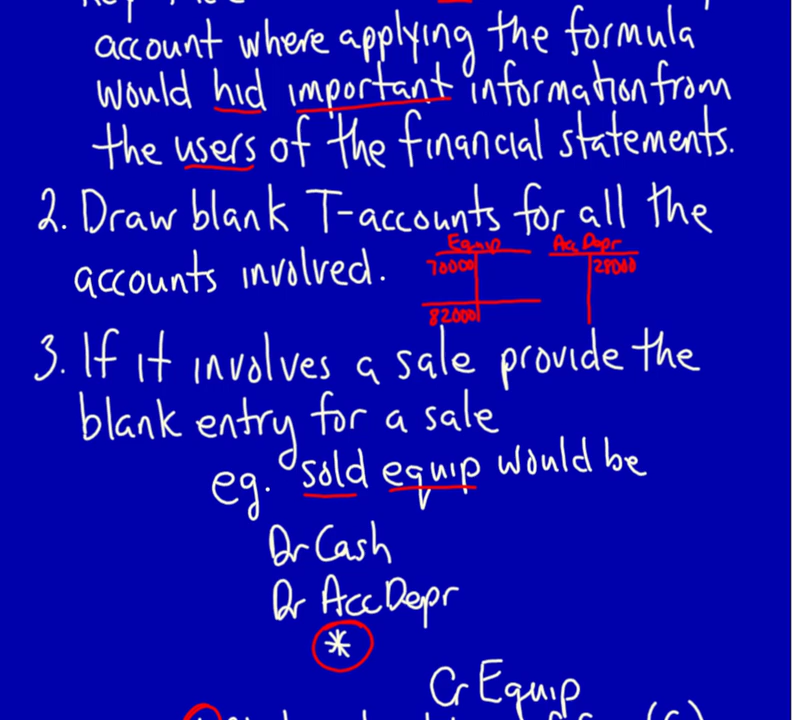 account where applying the formula
would hid important information from
the users of the financial statements.
2. Draw blank T-accounts for all the
accounts involved.
Equip Acc Depr
70000 28000
82000
3. If it involves a sale provide the
blank entry for a sale
eg. sold equip would be
Dr Cash
Dr Acc Depr
*
Cr Equip